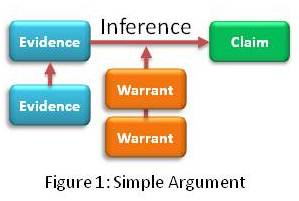 Inference
Evidence
Claim
Evidence
Warrant
Warrant
Figure 1: Simple Argument